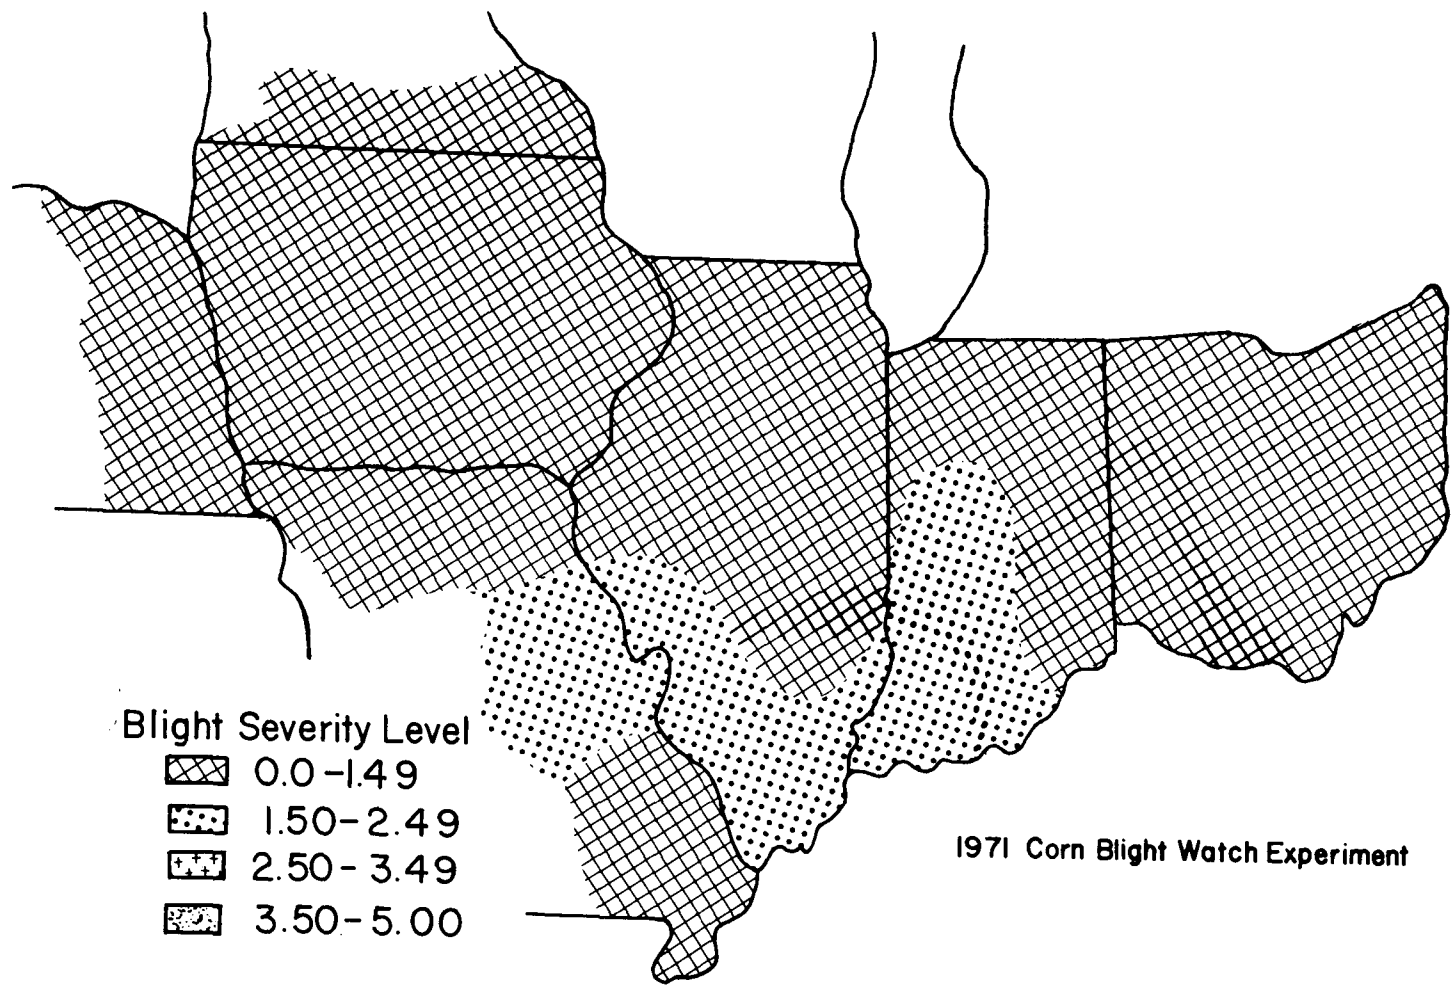 Blight Severity Level
0.0-1.49
1.50-2.49
2.50-3.49
3.50-5.00
1971 Corn Blight Watch Experiment